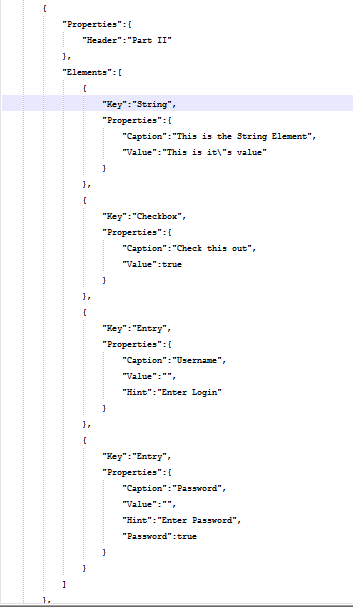 {
"Properties":{
"Header":"Part II"
},
"Elements":[
{
"Key":"String",
"Properties":{
"Caption":"This is the String Element",
"Value":"This is it\"s value"
}
},
{
"Key":"Checkbox",
"Properties":{
"Caption":"Check this out",
"Value":true
}
},
{
"Key":"Entry",
"Properties":{
"Caption":"Username",
"Value":"",
"Hint":"Enter Login"
}
},
{
"Key":"Entry",
"Properties":{
"Caption":"Password",
"Value":"",
"Hint":"Enter Password",
"Password":true
}
}
]
},